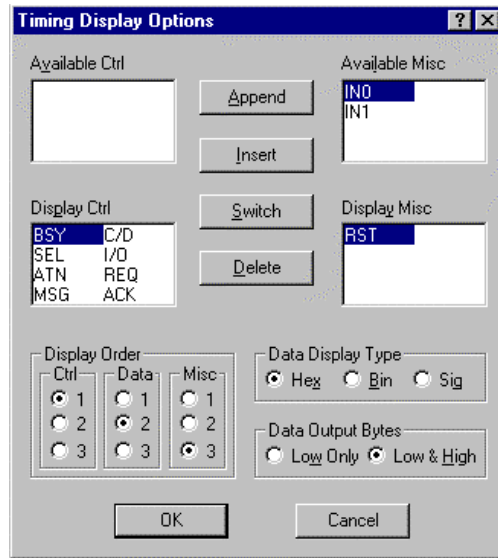 Timing Display Options
Available Ctrl
Append
Available Misc
IN0
IN1
Insert
Display Ctrl
BSY C/D
SEL I/O
ATN REQ
MSG ACK
Switch
Delete
Display Misc
RST
Display Order
Ctrl Data Misc
1 1 1
2 2 2
3 3 3
Data Display Type
Hex Bin Sig
Data Output Bytes
Low Only Low & High
OK Cancel